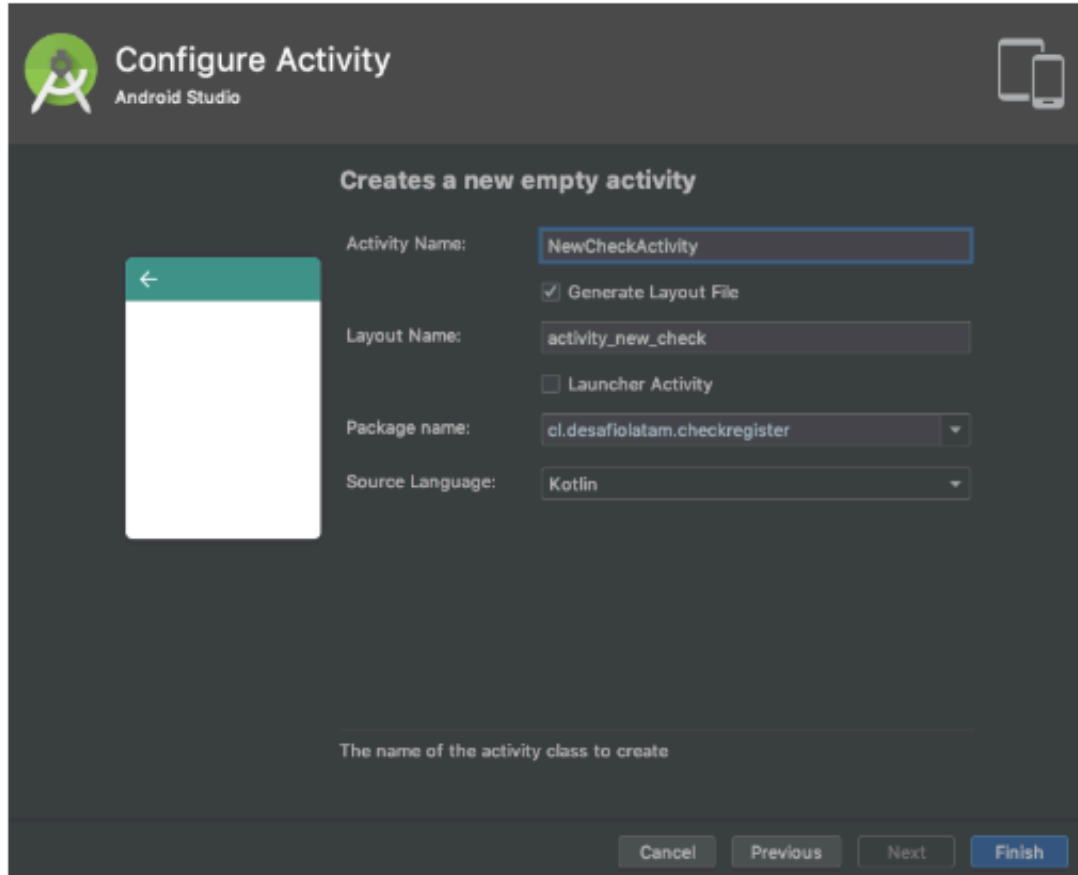 Configure Activity
Android Studio
Creates a new empty activity
Activity Name: NewCheckActivity
Generate Layout File
Layout Name: activity_new_check
Launcher Activity
Package name: cl.desafiolatam.checkregister
Source Language: Kotlin
The name of the activity class to create
Cancel Previous Next Finish